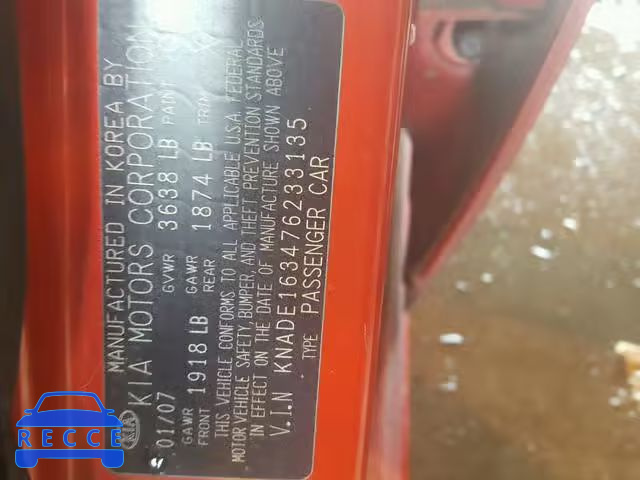 MANUFACTURED IN KOREA BY
KIA MOTORS CORPORATION
KIA
01/07 GVWR 3638 LB PAINT
GAWR FRONT 1918 LB GAWR REAR 1874 LB TRIM
THIS VEHICLE CONFORMS TO ALL APPLICABLE U.S.A. FEDERAL
MOTOR VEHICLE SAFETY, BUMPER, AND THEFT PREVENTION STANDARDS
IN EFFECT ON THE DATE OF MANUFACTURE SHOWN ABOVE
V.I.N KNADE163476233135
TYPE PASSENGER CAR
RECCE